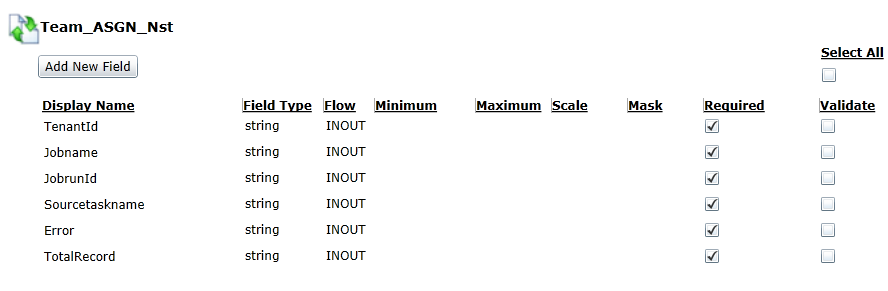 Team_ASGN_Nst
Select All
Add New Field
Display Name Field Type Flow Minimum Maximum Scale Mask Required Validate
TenantId string INOUT
Jobname string INOUT
JobrunId string INOUT
Sourcetaskname string INOUT
Error string INOUT
TotalRecord string INOUT